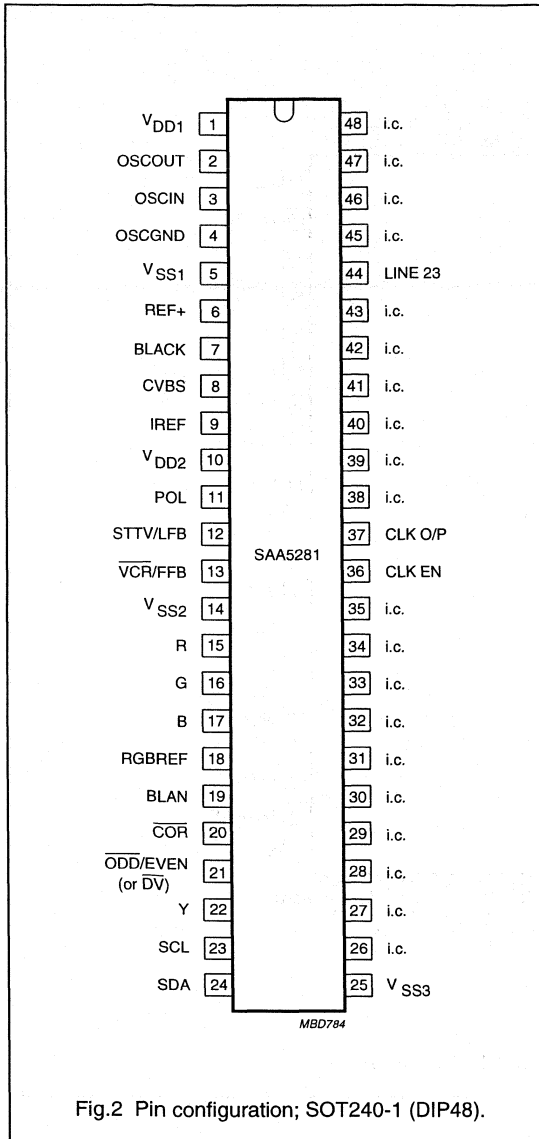 VDD1 1 48 i.c.
OSCOUT 2 47 i.c.
OSCIN 3 46 i.c.
OSCGND 4 45 i.c.
VSS1 5 44 LINE 23
REF+ 6 43 i.c.
BLACK 7 42 i.c.
CVBS 8 41 i.c.
IREF 9 40 i.c.
VDD2 10 39 i.c.
POL 11 38 i.c.
STTV/LFB 12 37 CLK O/P
SAA5281
V̅C̅R̅/FFB 13 36 CLK EN
VSS2 14 35 i.c.
R 15 34 i.c.
G 16 33 i.c.
B 17 32 i.c.
RGBREF 18 31 i.c.
BLAN 19 30 i.c.
C̅O̅R̅ 20 29 i.c.
O̅D̅D̅/EVEN 21 28 i.c.
(or D̅V̅)
Y 22 27 i.c.
SCL 23 26 i.c.
SDA 24 25 VSS3
MBD784
Fig.2 Pin configuration; SOT240-1 (DIP48).